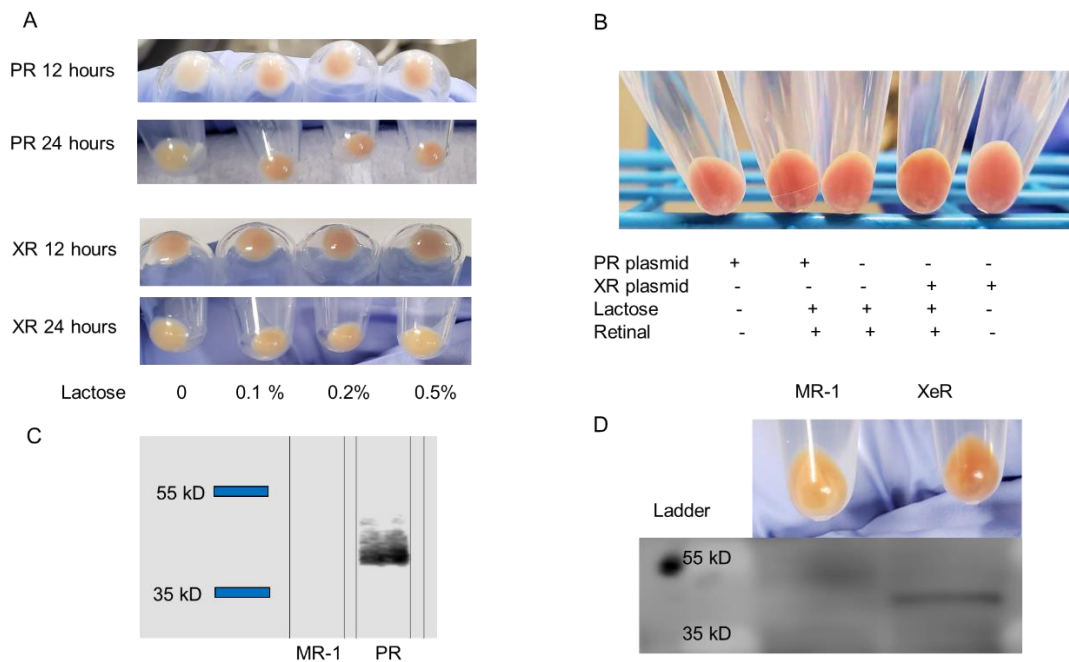 A
PR 12 hours
PR 24 hours
XR 12 hours
XR 24 hours
Lactose 0 0.1 % 0.2% 0.5%
B
PR plasmid + + - - -
XR plasmid - - - + +
Lactose - + + + -
Retinal - + + + -
C
55 kD
35 kD
MR-1 PR
D
MR-1 XeR
Ladder
55 kD
35 kD